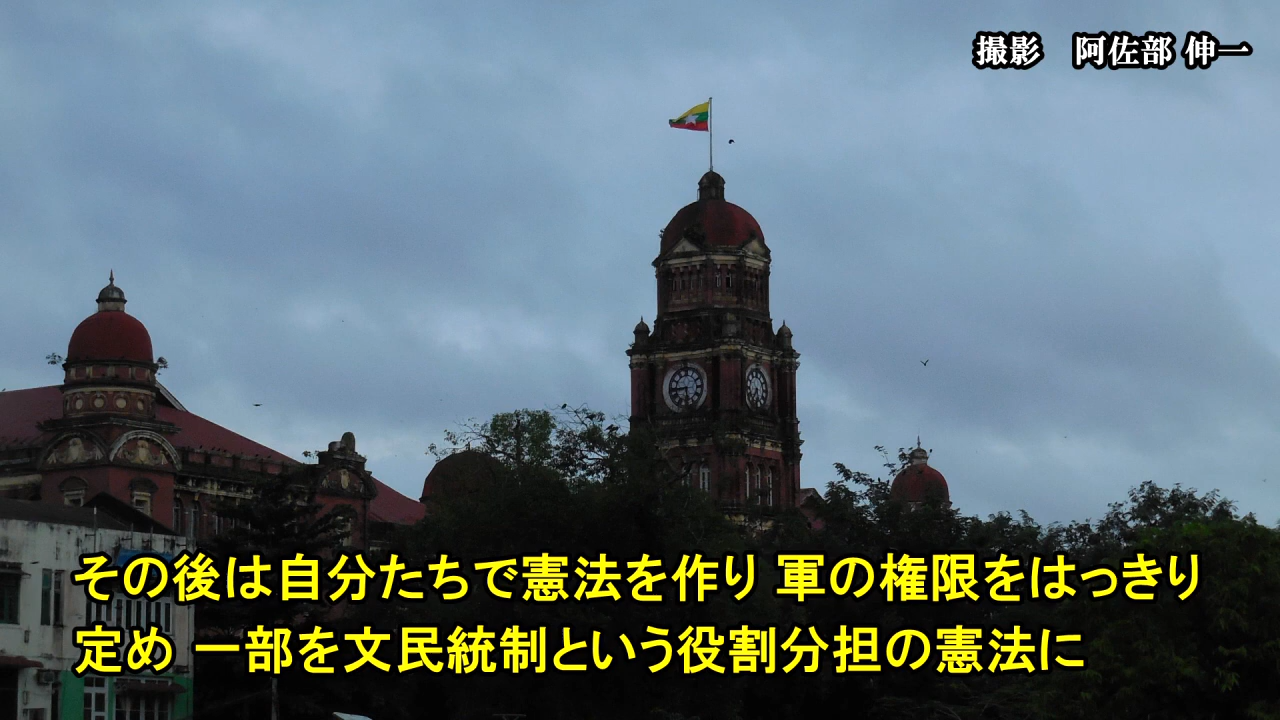 撮影　阿佐部 伸一
その後は自分たちで憲法を作り 軍の権限をはっきり
定め 一部を文民統制という役割分担の憲法に